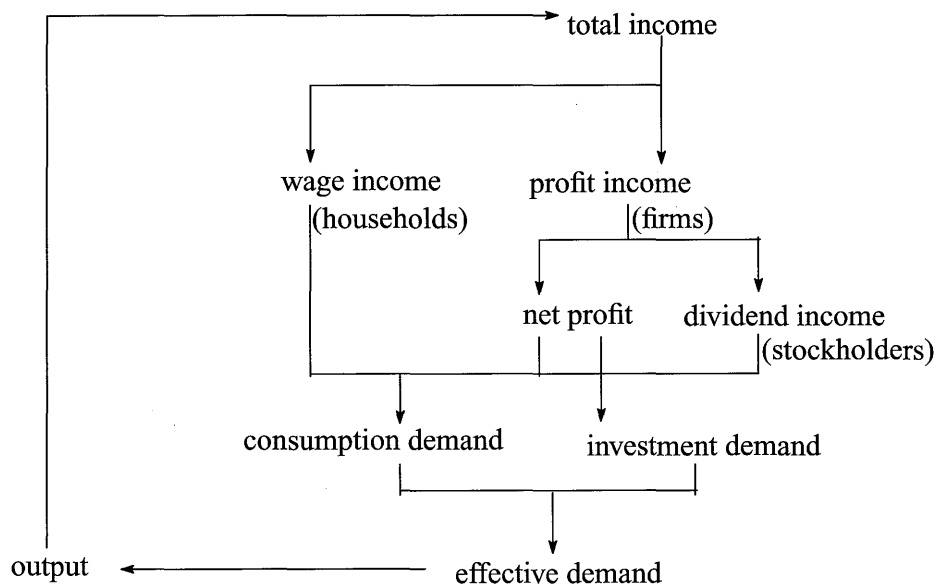 total income
wage income
(households)
profit income
(firms)
net profit
dividend income
(stockholders)
consumption demand
investment demand
output
effective demand